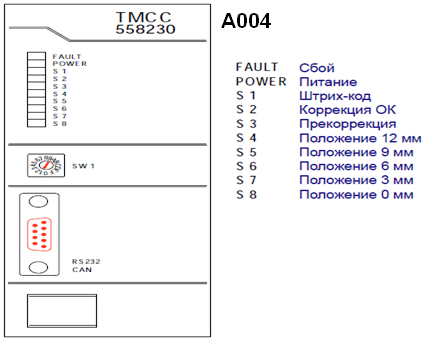 TMCC
558230
A004
FAULT
POWER
S 1
S 2
S 3
S 4
S 5
S 6
S 7
S 8
SW 1
RS232
CAN
FAULT Сбой
POWER Питание
S 1 Штрих-код
S 2 Коррекция ОК
S 3 Прекоррекция
S 4 Положение 12 мм
S 5 Положение 9 мм
S 6 Положение 6 мм
S 7 Положение 3 мм
S 8 Положение 0 мм